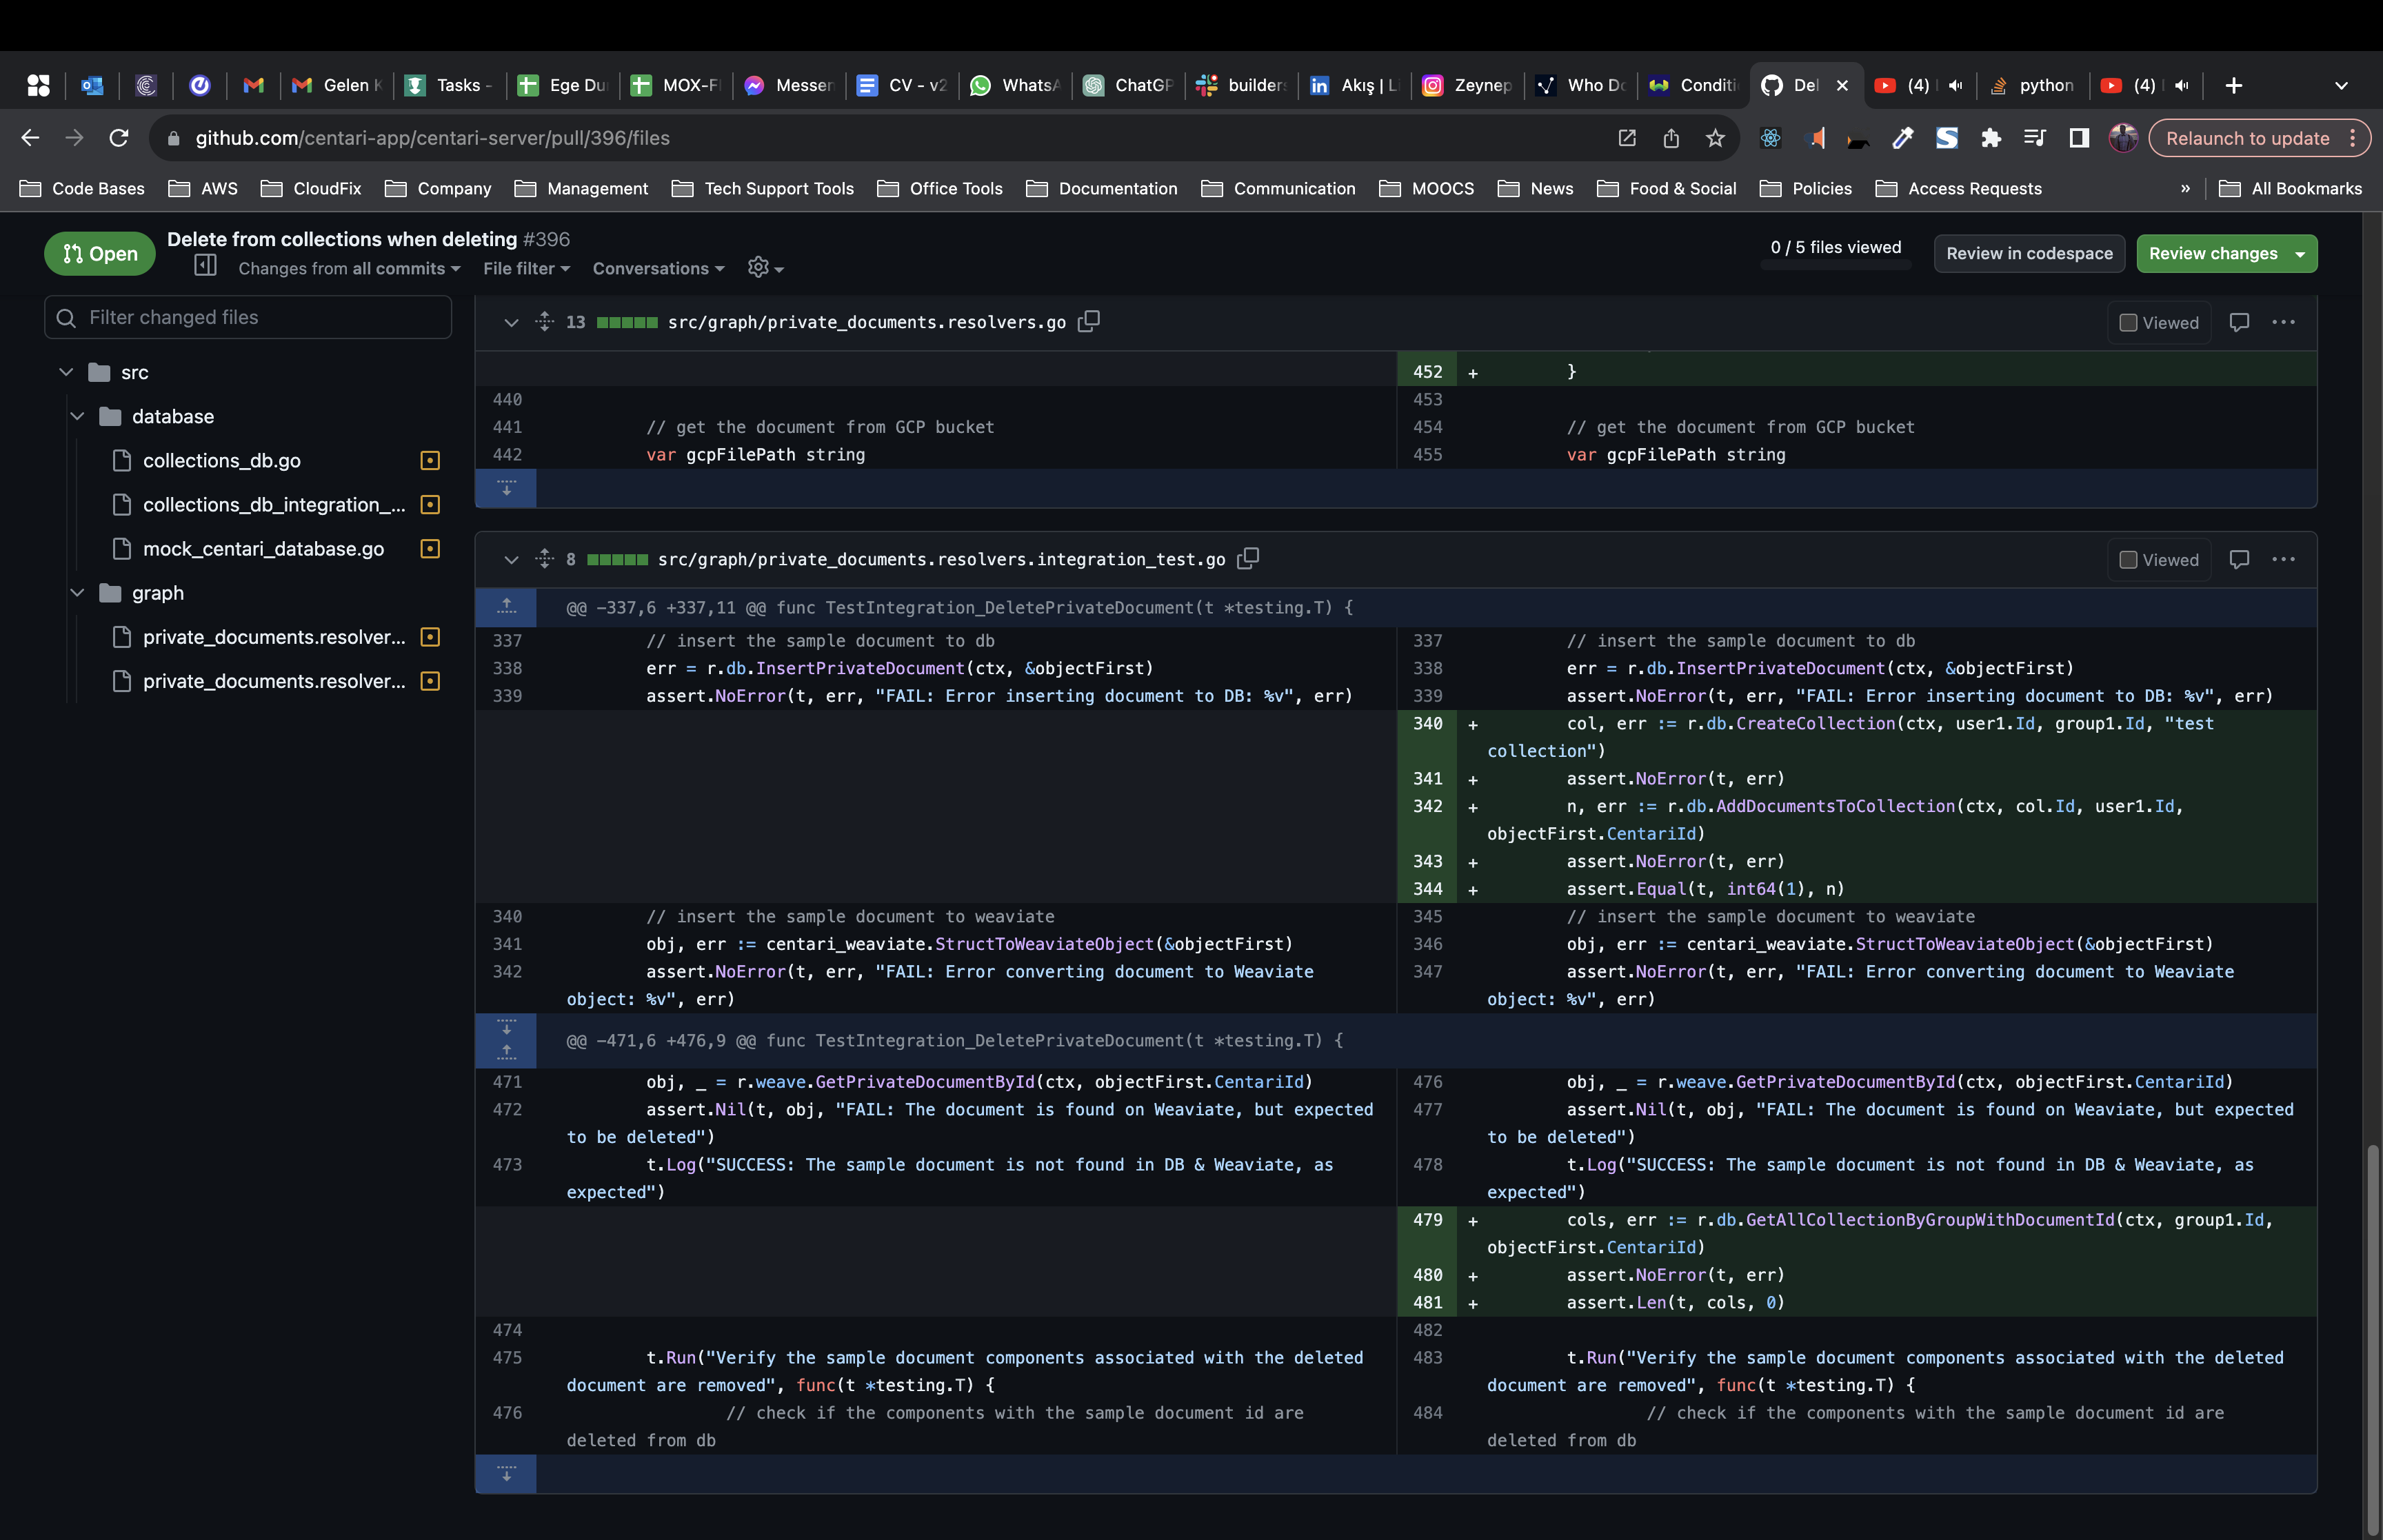 Gelen K
Tasks -
Ege Du
MOX-F
Messen
CV - v2
WhatsA
ChatGP
builders
Akış | Li
Zeynep
Who Do
Conditi
Del
(4)
python
(4)
github.com/centari-app/centari-server/pull/396/files
Relaunch to update
Code Bases
AWS
CloudFix
Company
Management
Tech Support Tools
Office Tools
Documentation
Communication
MOOCS
News
Food & Social
Policies
Access Requests
»
All Bookmarks
Open
Delete from collections when deleting #396
Changes from all commits
File filter
Conversations
0 / 5 files viewed
Review in codespace
Review changes
Filter changed files
src
database
collections_db.go
collections_db_integration_...
mock_centari_database.go
graph
private_documents.resolver...
private_documents.resolver...
13 src/graph/private_documents.resolvers.go
Viewed
452 + }
440
453
441 // get the document from GCP bucket
454 // get the document from GCP bucket
442 var gcpFilePath string
455 var gcpFilePath string
8 src/graph/private_documents.resolvers.integration_test.go
Viewed
@@ -337,6 +337,11 @@ func TestIntegration_DeletePrivateDocument(t *testing.T) {
337 // insert the sample document to db
337 // insert the sample document to db
338 err = r.db.InsertPrivateDocument(ctx, &objectFirst)
338 err = r.db.InsertPrivateDocument(ctx, &objectFirst)
339 assert.NoError(t, err, "FAIL: Error inserting document to DB: %v", err)
339 assert.NoError(t, err, "FAIL: Error inserting document to DB: %v", err)
340 + col, err := r.db.CreateCollection(ctx, user1.Id, group1.Id, "test
collection")
341 + assert.NoError(t, err)
342 + n, err := r.db.AddDocumentsToCollection(ctx, col.Id, user1.Id,
objectFirst.CentariId)
343 + assert.NoError(t, err)
344 + assert.Equal(t, int64(1), n)
340 // insert the sample document to weaviate
345 // insert the sample document to weaviate
341 obj, err := centari_weaviate.StructToWeaviateObject(&objectFirst)
346 obj, err := centari_weaviate.StructToWeaviateObject(&objectFirst)
342 assert.NoError(t, err, "FAIL: Error converting document to Weaviate
object: %v", err)
347 assert.NoError(t, err, "FAIL: Error converting document to Weaviate
object: %v", err)
@@ -471,6 +476,9 @@ func TestIntegration_DeletePrivateDocument(t *testing.T) {
471 obj, _ = r.weave.GetPrivateDocumentById(ctx, objectFirst.CentariId)
476 obj, _ = r.weave.GetPrivateDocumentById(ctx, objectFirst.CentariId)
472 assert.Nil(t, obj, "FAIL: The document is found on Weaviate, but expected
to be deleted")
477 assert.Nil(t, obj, "FAIL: The document is found on Weaviate, but expected
to be deleted")
473 t.Log("SUCCESS: The sample document is not found in DB & Weaviate, as
expected")
478 t.Log("SUCCESS: The sample document is not found in DB & Weaviate, as
expected")
479 + cols, err := r.db.GetAllCollectionByGroupWithDocumentId(ctx, group1.Id,
objectFirst.CentariId)
480 + assert.NoError(t, err)
481 + assert.Len(t, cols, 0)
474
482
475 t.Run("Verify the sample document components associated with the deleted
document are removed", func(t *testing.T) {
483 t.Run("Verify the sample document components associated with the deleted
document are removed", func(t *testing.T) {
476 // check if the components with the sample document id are
deleted from db
484 // check if the components with the sample document id are
deleted from db